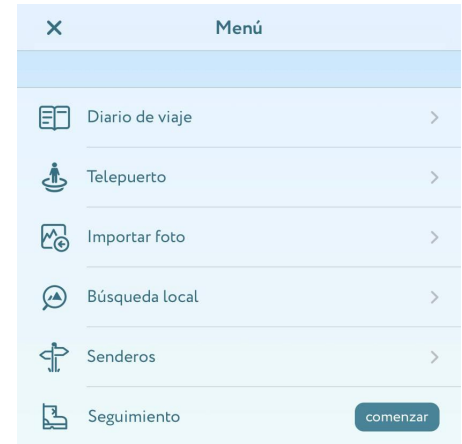 Menú
Diario de viaje
Telepuerto
Importar foto
Búsqueda local
Senderos
Seguimiento comenzar